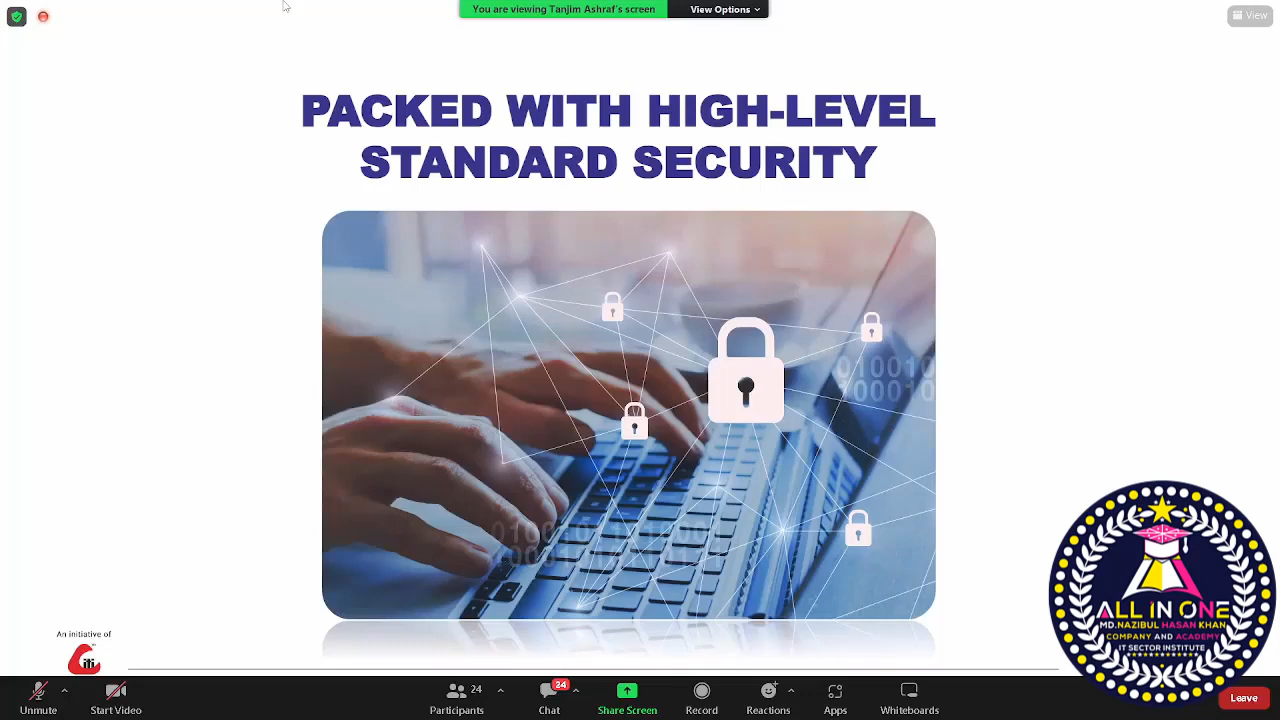 You are viewing Tanjim Ashraf's screen
View Options
View
PACKED WITH HIGH-LEVEL
STANDARD SECURITY
010010
100010
An initiative of
ALL IN ONE
MD.NAZIBUL HASAN KHAN
COMPANY AND ACADEMY
IT SECTOR INSTITUTE
Unmute
Start Video
24
Participants
24
Chat
Share Screen
Record
Reactions
Apps
Whiteboards
Leave